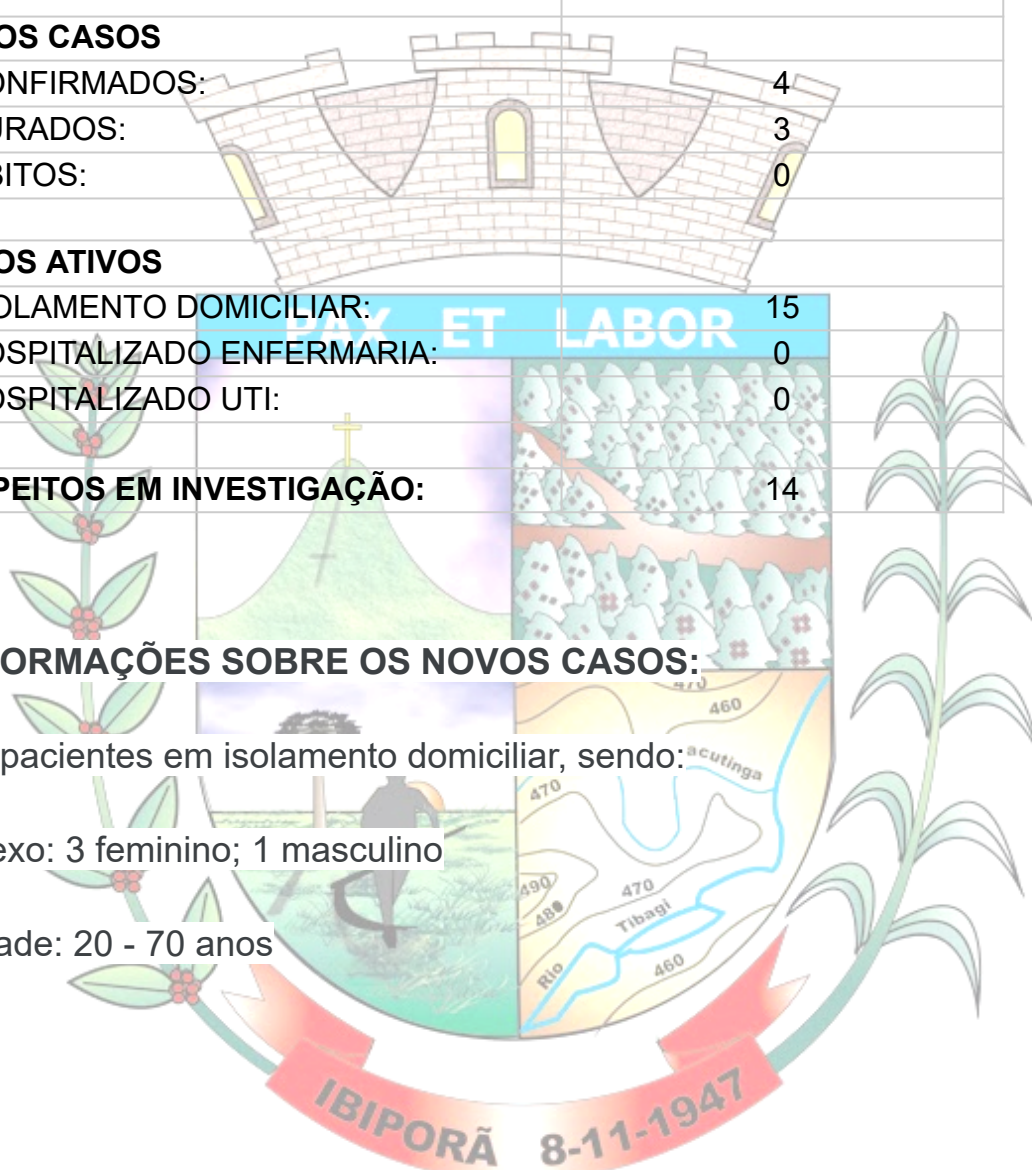 OS CASOS
ONFIRMADOS: 4
URADOS: 3
BITOS: 0
OS ATIVOS
OLAMENTO DOMICILIAR: 15
PAX ET LABOR
OSPITALIZADO ENFERMARIA: 0
OSPITALIZADO UTI: 0
PEITOS EM INVESTIGAÇÃO: 14
ORMAÇÕES SOBRE OS NOVOS CASOS:
470
460
pacientes em isolamento domiciliar, sendo:
acutinga
470
exo: 3 feminino; 1 masculino
490
480
470
Tibagi
ade: 20 - 70 anos
Rio
460
IBIPORÃ 8-11-1947